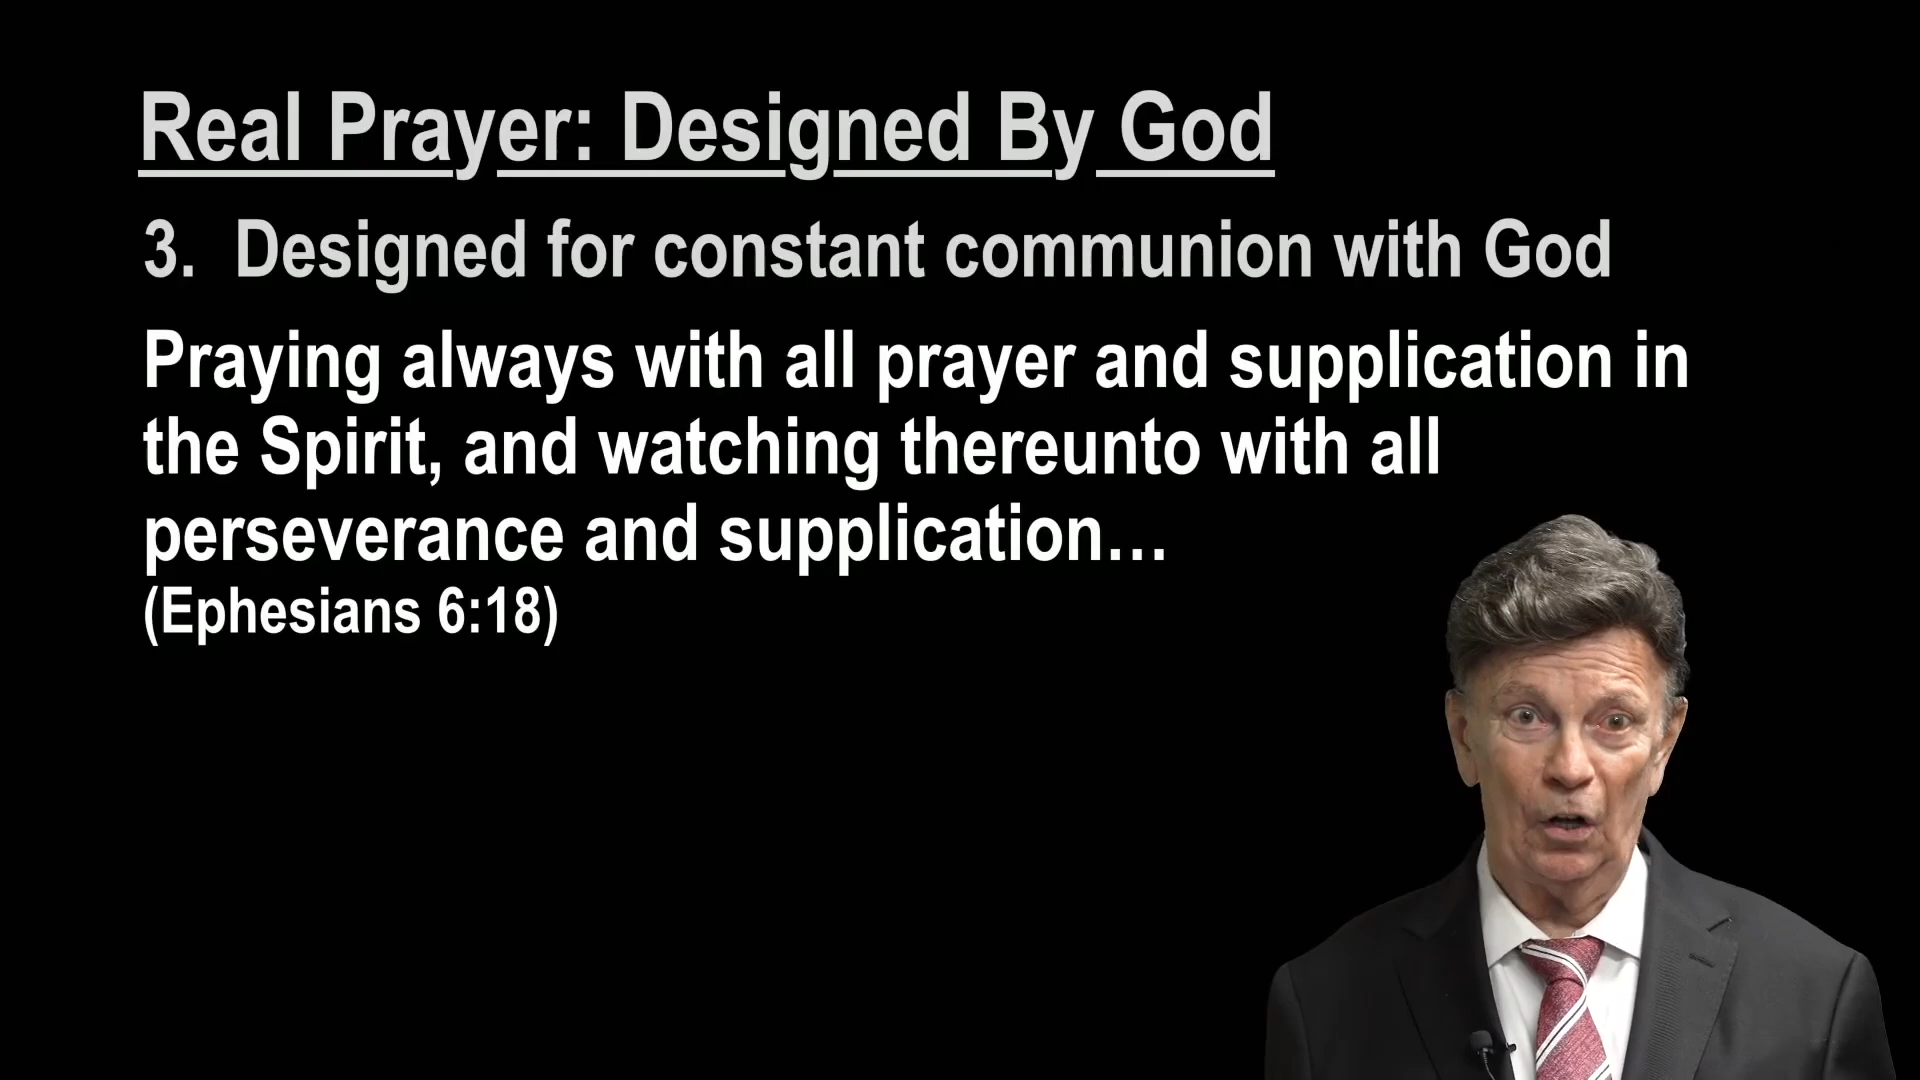 Real Prayer: Designed By God
3. Designed for constant communion with God
Praying always with all prayer and supplication in
the Spirit, and watching thereunto with all
perseverance and supplication…
(Ephesians 6:18)